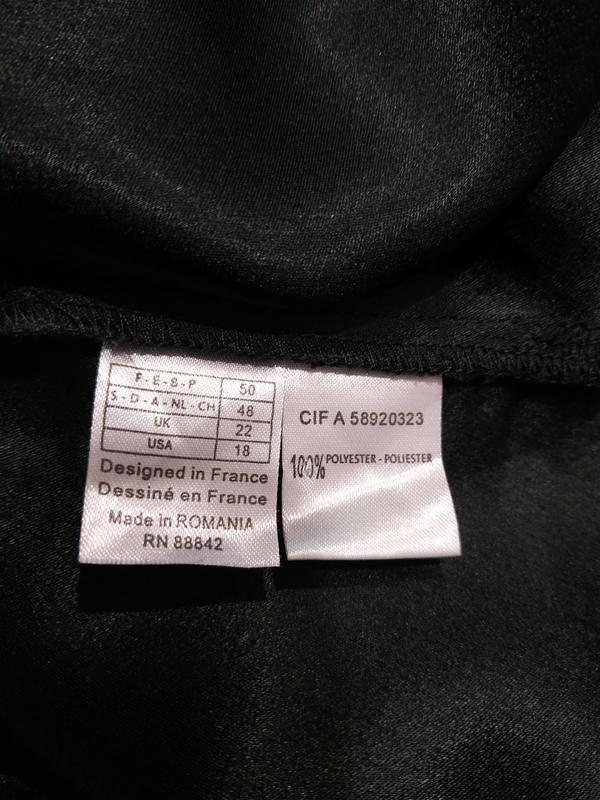 F - E - B - P 50
S - D - A - NL - CH 48
UK 22
USA 18
Designed in France
Dessiné en France
Made in ROMANIA
RN 88842
CIF A 58920323
100% POLYESTER - POLIESTER